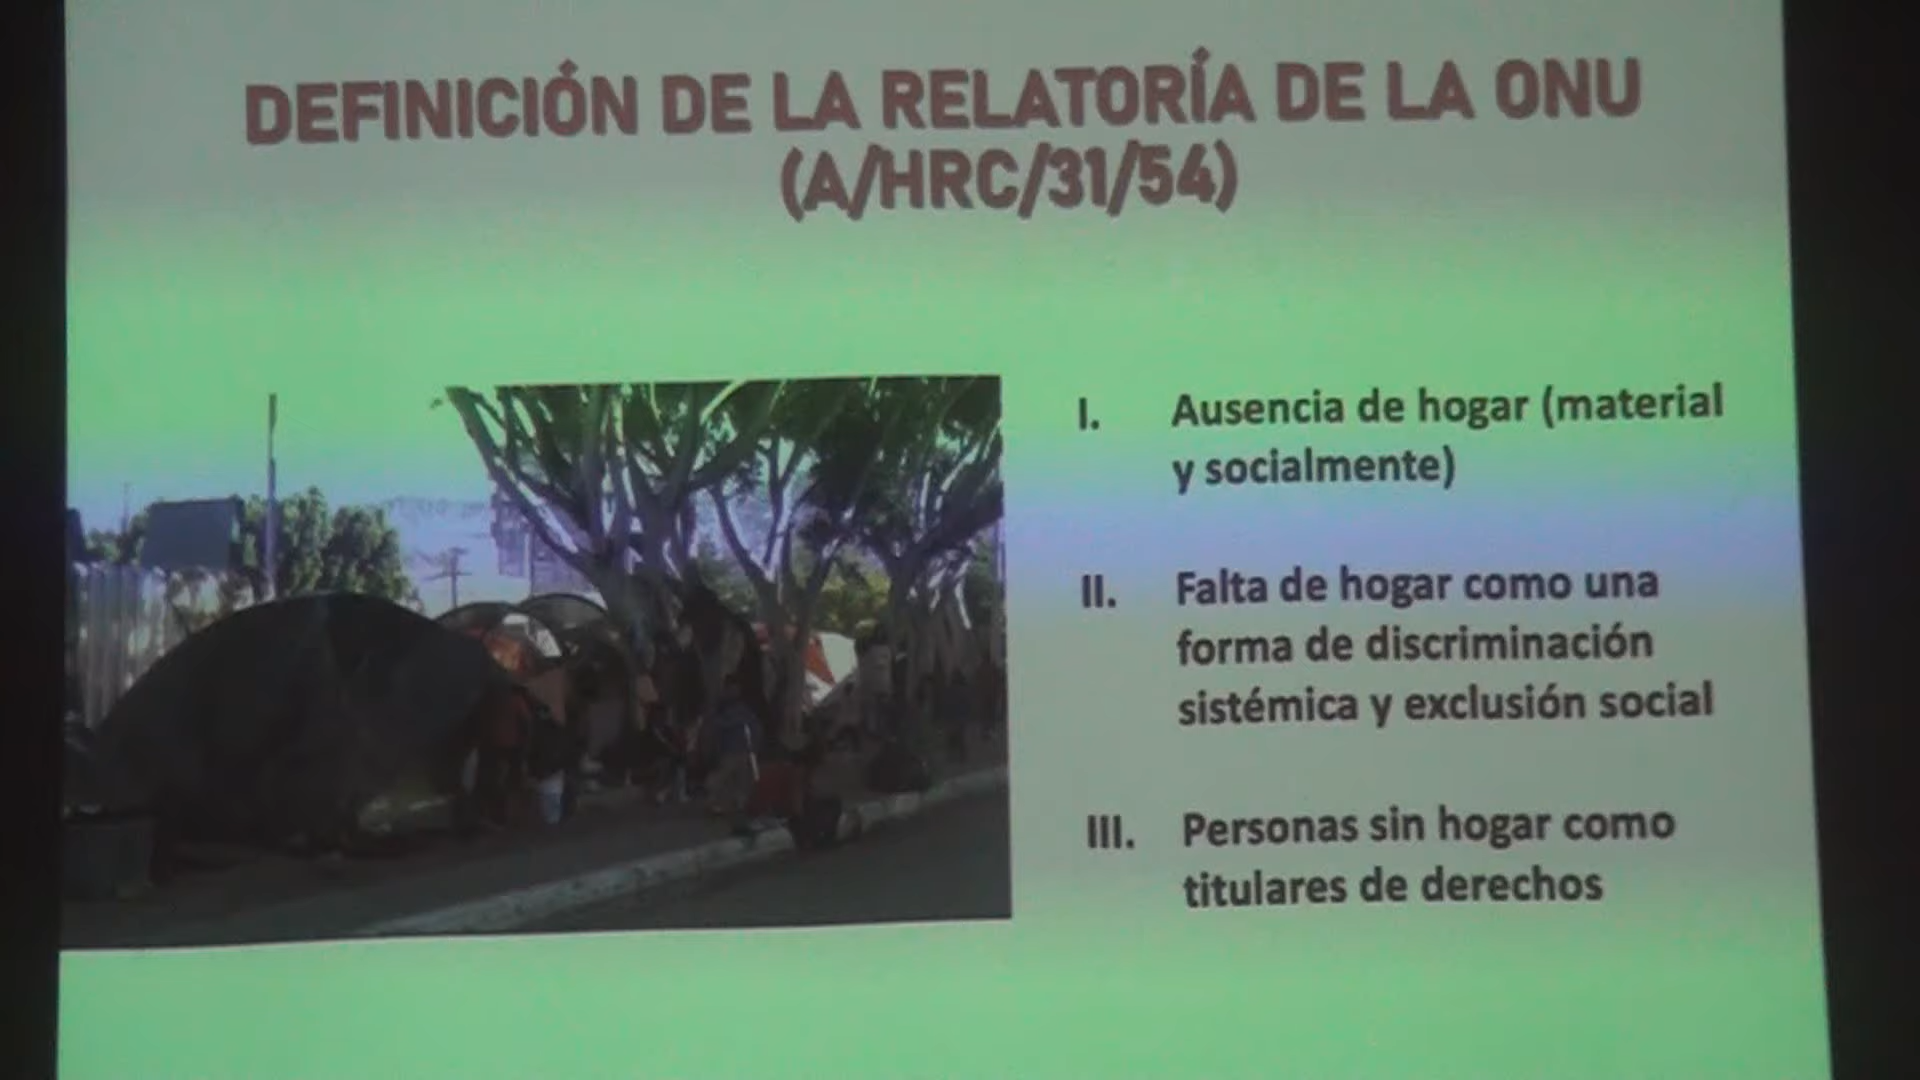 DEFINICIÓN DE LA RELATORÍA DE LA ONU
(A/HRC/31/54)
I. Ausencia de hogar (material
y socialmente)
II. Falta de hogar como una
forma de discriminación
sistémica y exclusión social
III. Personas sin hogar como
titulares de derechos